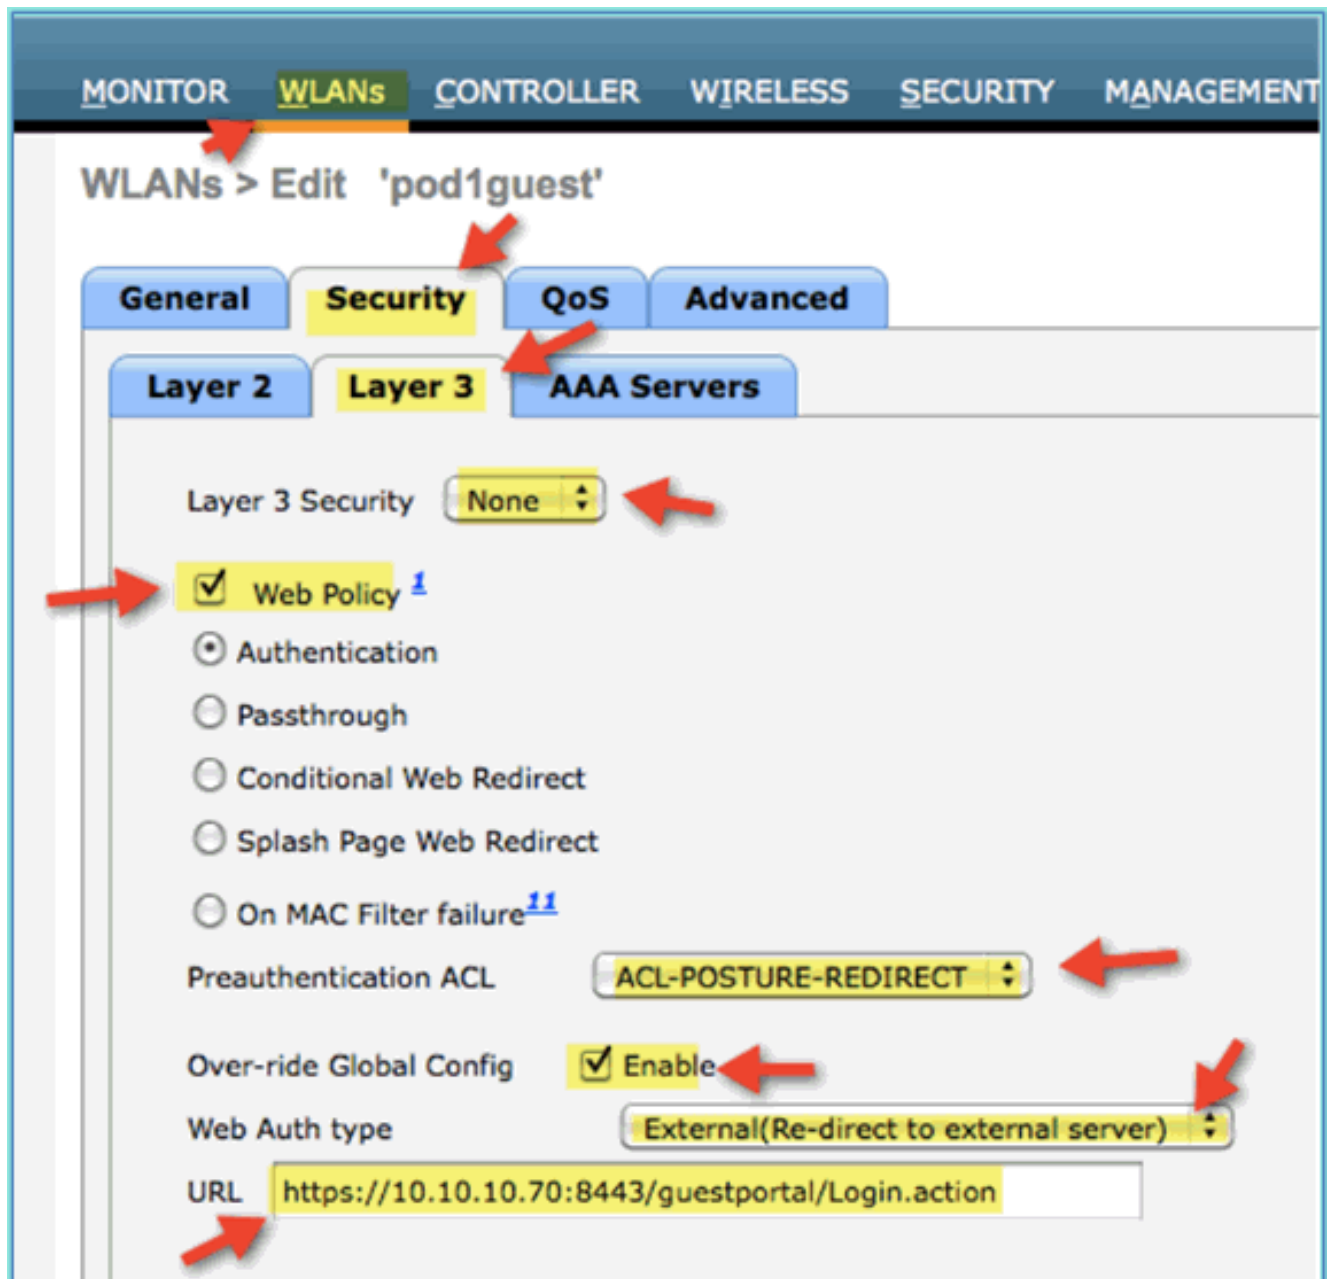 MONITOR WLANs CONTROLLER WIRELESS SECURITY MANAGEMENT
WLANs > Edit 'pod1guest'
General Security QoS Advanced
Layer 2 Layer 3 AAA Servers
Layer 3 Security None
Web Policy 1
Authentication
Passthrough
Conditional Web Redirect
Splash Page Web Redirect
On MAC Filter failure11
Preauthentication ACL ACL-POSTURE-REDIRECT
Over-ride Global Config Enable
Web Auth type External(Re-direct to external server)
URL https://10.10.10.70:8443/guestportal/Login.action